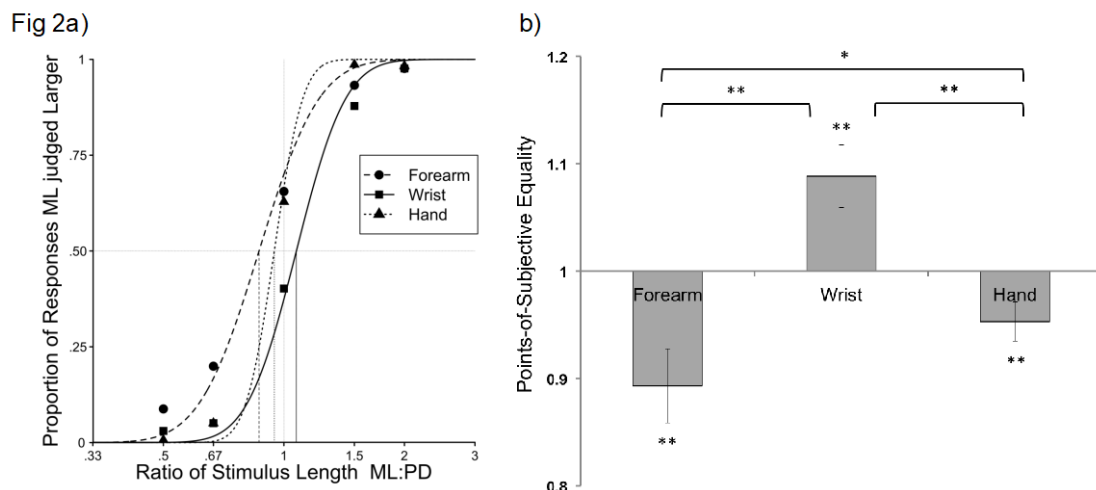 Fig 2a)
Proportion of Responses ML judged Larger
1
.75
.50
.25
0
.33
.5
.67
1
1.5
2
3
Ratio of Stimulus Length ML:PD
Forearm
Wrist
Hand
b)
Points-of-Subjective Equality
1.2
1.1
1
0.9
0.8
*
**
**
**
Forearm
Wrist
Hand
**
**